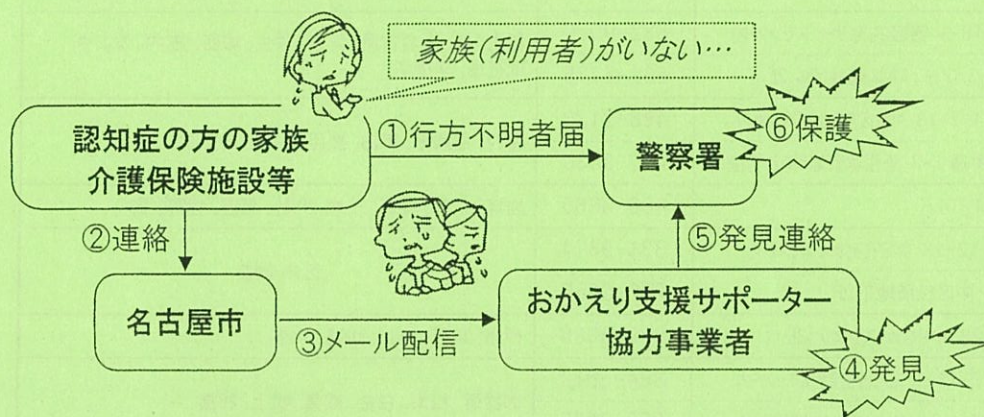 家族(利用者)がいない…
認知症の方の家族
介護保険施設等
①行方不明者届
警察署
⑥保護
②連絡
⑤発見連絡
名古屋市
③メール配信
おかえり支援サポーター
協力事業者
④発見